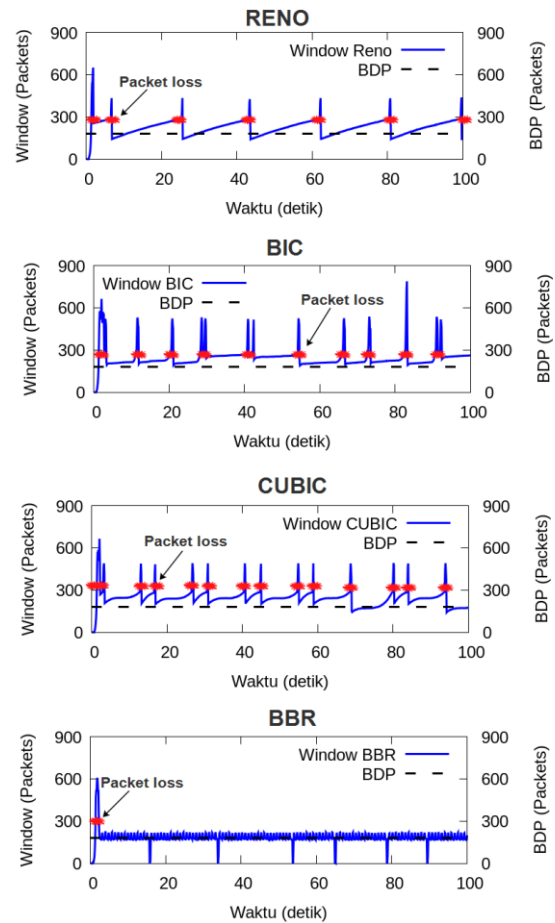 RENO
900
600
300
0
Window (Packets)
Window Reno
BDP
Packet loss
900
600
300
0
BDP (Packets)
0 20 40 60 80 100
Waktu (detik)
BIC
900
600
300
0
Window (Packets)
Window BIC
BDP
Packet loss
900
600
300
0
BDP (Packets)
0 20 40 60 80 100
Waktu (detik)
CUBIC
900
600
300
0
Window (Packets)
Window CUBIC
BDP
Packet loss
900
600
300
0
BDP (Packets)
0 20 40 60 80 100
Waktu (detik)
BBR
900
600
300
0
Window (Packets)
Window BBR
BDP
Packet loss
900
600
300
0
BDP (Packets)
0 20 40 60 80 100
Waktu (detik)